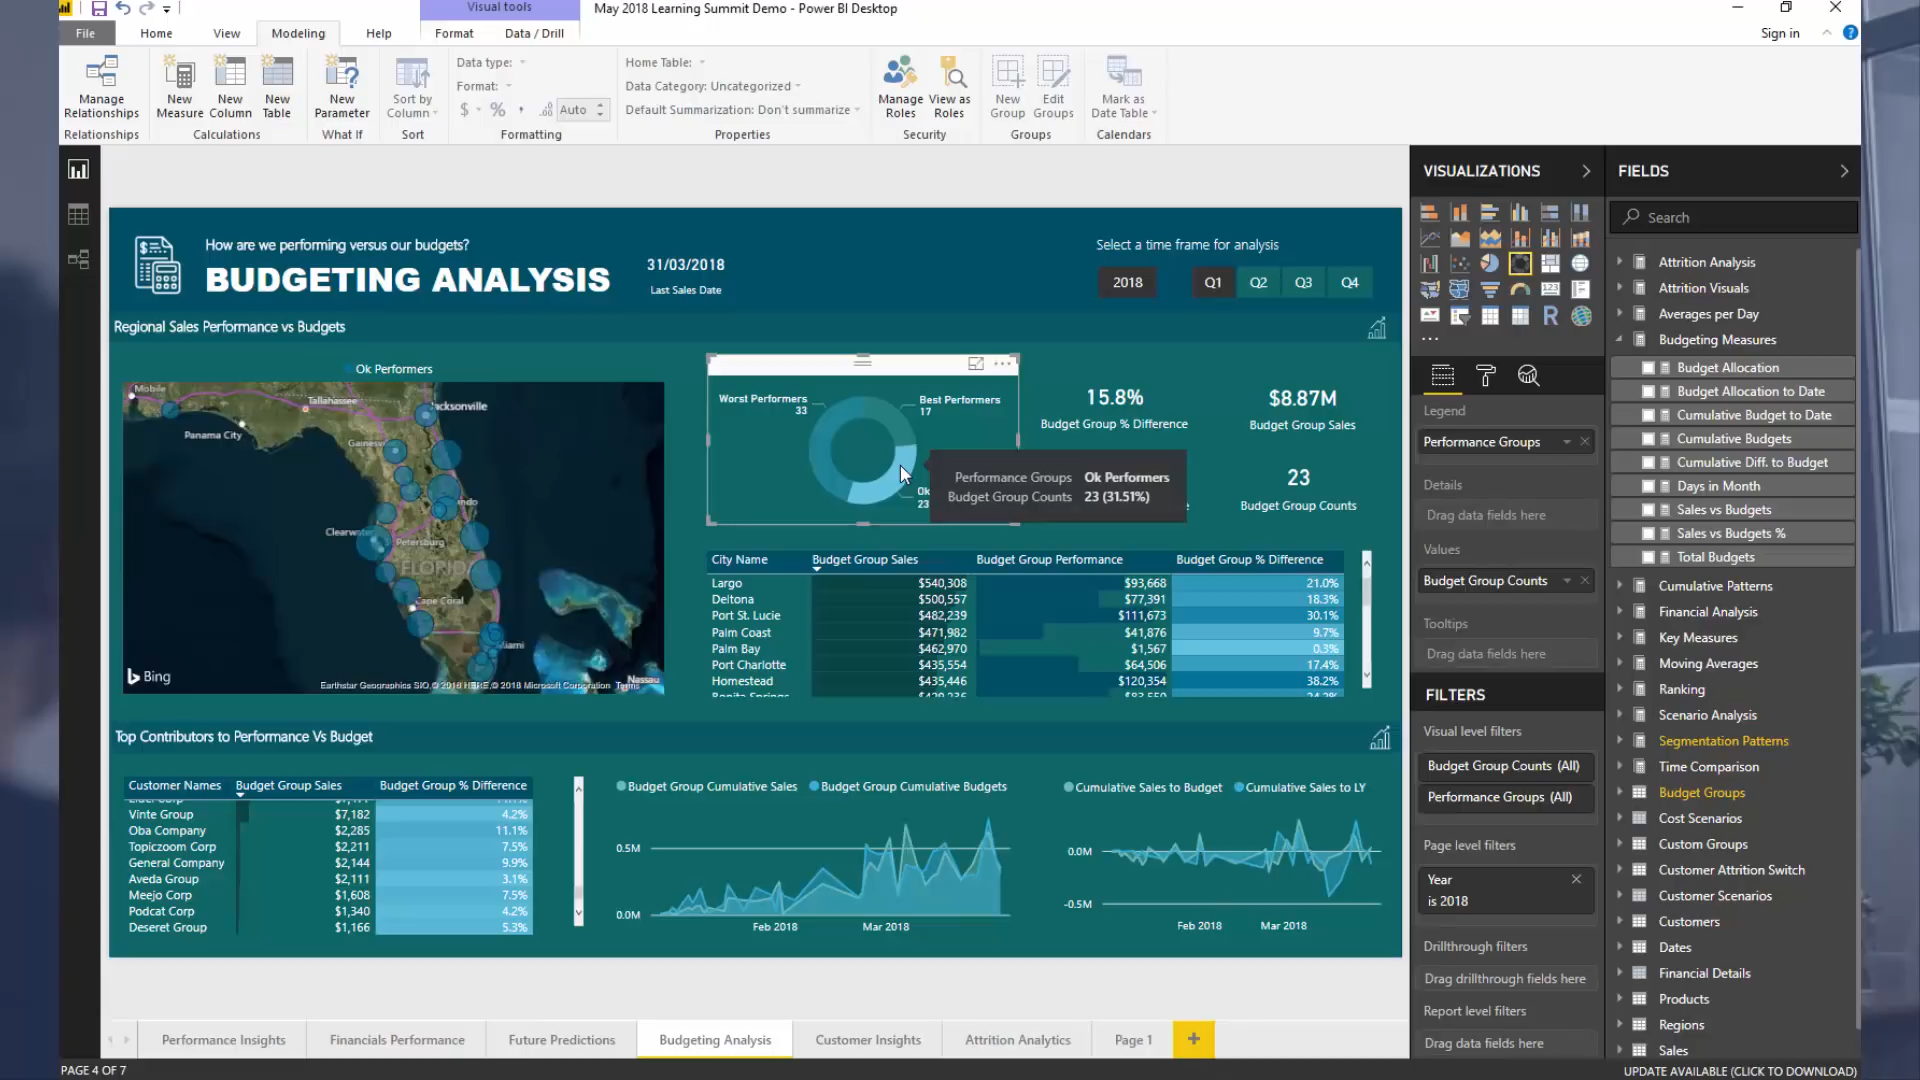 Visual tools
May 2018 Learning Summit Demo - Power BI Desktop
File
Home
View
Modeling
Help
Format
Data / Drill
Sign in
Manage Relationships
New Measure
New Column
New Table
New Parameter
Sort by Column
Data type:
Format:
$
%
Auto
Home Table:
Data Category: Uncategorized
Default Summarization: Don't summarize
Manage Roles
View as Roles
New Group
Edit Groups
Mark as Date Table
Relationships
Calculations
What If
Sort
Formatting
Properties
Security
Groups
Calendars
How are we performing versus our budgets?
BUDGETING ANALYSIS
31/03/2018
Last Sales Date
Select a time frame for analysis
2018
Q1
Q2
Q3
Q4
Regional Sales Performance vs Budgets
Ok Performers
Mobile
Tallahassee
Jacksonville
Panama City
Clearwater
Petersburg
FLORIDA
Cape Coral
Miami
Nassau
Bing
Earthstar Geographics SIO, © 2018 HERE, © 2018 Microsoft Corporation Terms
Worst Performers
33
Best Performers
17
Ok
23
Performance Groups Ok Performers
Budget Group Counts 23 (31.51%)
15.8%
Budget Group % Difference
$8.87M
Budget Group Sales
23
Budget Group Counts
City Name Budget Group Sales Budget Group Performance Budget Group % Difference
Largo $540,308 $93,668 21.0%
Deltona $500,557 $77,391 18.3%
Port St. Lucie $482,239 $111,673 30.1%
Palm Coast $471,982 $41,876 9.7%
Palm Bay $462,970 $1,567 0.3%
Port Charlotte $435,554 $64,506 17.4%
Homestead $435,446 $120,354 38.2%
Top Contributors to Performance Vs Budget
Customer Names Budget Group Sales Budget Group % Difference
Vinte Group $7,182 4.2%
Oba Company $2,285 11.1%
Topiczoom Corp $2,211 7.5%
General Company $2,144 9.9%
Aveda Group $2,111 3.1%
Meejo Corp $1,608 7.5%
Podcat Corp $1,340 4.2%
Deseret Group $1,166 5.3%
Budget Group Cumulative Sales
Budget Group Cumulative Budgets
0.5M
0.0M
Feb 2018
Mar 2018
Cumulative Sales to Budget
Cumulative Sales to LY
0.0M
-0.5M
Feb 2018
Mar 2018
Performance Insights
Financials Performance
Future Predictions
Budgeting Analysis
Customer Insights
Attrition Analytics
Page 1
+
PAGE 4 OF 7
UPDATE AVAILABLE (CLICK TO DOWNLOAD)
VISUALIZATIONS
R
Legend
Performance Groups
Details
Drag data fields here
Values
Budget Group Counts
Tooltips
Drag data fields here
FILTERS
Visual level filters
Budget Group Counts (All)
Performance Groups (All)
Page level filters
Year
is 2018
Drillthrough filters
Drag drillthrough fields here
Report level filters
Drag data fields here
FIELDS
Search
Attrition Analysis
Attrition Visuals
Averages per Day
Budgeting Measures
Budget Allocation
Budget Allocation to Date
Cumulative Budget to Date
Cumulative Budgets
Cumulative Diff. to Budget
Days in Month
Sales vs Budgets
Sales vs Budgets %
Total Budgets
Cumulative Patterns
Financial Analysis
Key Measures
Moving Averages
Ranking
Scenario Analysis
Segmentation Patterns
Time Comparison
Budget Groups
Cost Scenarios
Custom Groups
Customer Attrition Switch
Customer Scenarios
Customers
Dates
Financial Details
Products
Regions
Sales